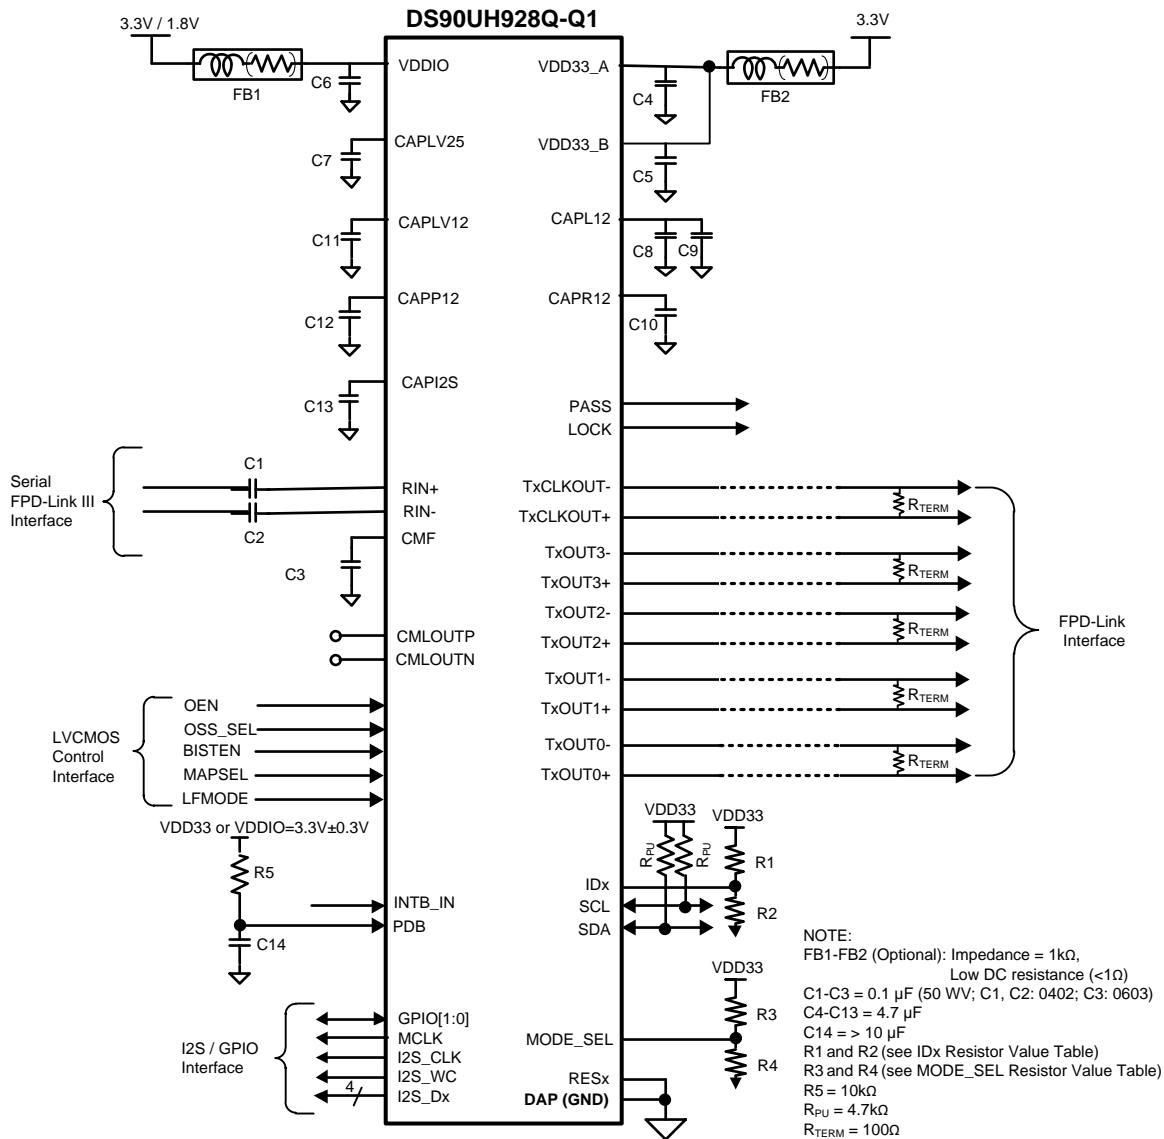 DS90UH928Q-Q1
3.3V / 1.8V
FB1
C6
VDDIO
C7
CAPLV25
C11
CAPLV12
C12
CAPP12
C13
CAPI2S
Serial
FPD-Link III
Interface
C1
C2
RIN+
RIN-
C3
CMF
CMLOUTP
CMLOUTN
LVCMOS
Control
Interface
OEN
OSS_SEL
BISTEN
MAPSEL
LFMODE
VDD33 or VDDIO=3.3V±0.3V
R5
C14
INTB_IN
PDB
I2S / GPIO
Interface
GPIO[1:0]
MCLK
I2S_CLK
I2S_WC
4
I2S_Dx
3.3V
FB2
VDD33_A
C4
VDD33_B
C5
CAPL12
C8
C9
CAPR12
C10
PASS
LOCK
TxCLKOUT-
TxCLKOUT+
RTERM
TxOUT3-
TxOUT3+
RTERM
TxOUT2-
TxOUT2+
RTERM
TxOUT1-
TxOUT1+
RTERM
TxOUT0-
TxOUT0+
RTERM
FPD-Link
Interface
VDD33
VDD33
RPU
RPU
R1
R2
IDx
SCL
SDA
VDD33
R3
R4
MODE_SEL
RESx
DAP (GND)
NOTE:
FB1-FB2 (Optional): Impedance = 1kΩ,
Low DC resistance (<1Ω)
C1-C3 = 0.1 µF (50 WV; C1, C2: 0402; C3: 0603)
C4-C13 = 4.7 µF
C14 = > 10 µF
R1 and R2 (see IDx Resistor Value Table)
R3 and R4 (see MODE_SEL Resistor Value Table)
R5 = 10kΩ
RPU = 4.7kΩ
RTERM = 100Ω